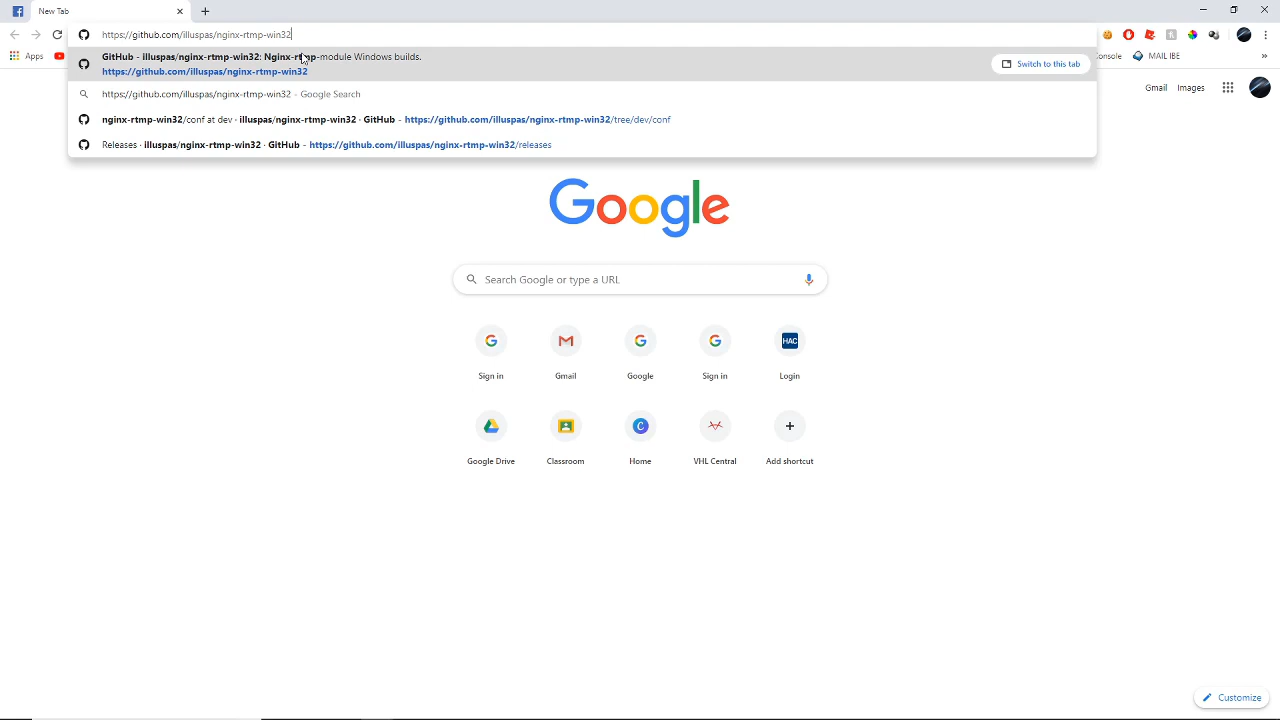 New Tab
https://github.com/illuspas/nginx-rtmp-win32
GitHub - illuspas/nginx-rtmp-win32: Nginx-rtmp-module Windows builds.
https://github.com/illuspas/nginx-rtmp-win32
Switch to this tab
https://github.com/illuspas/nginx-rtmp-win32 - Google Search
nginx-rtmp-win32/conf at dev · illuspas/nginx-rtmp-win32 · GitHub - https://github.com/illuspas/nginx-rtmp-win32/tree/dev/conf
Releases · illuspas/nginx-rtmp-win32 · GitHub - https://github.com/illuspas/nginx-rtmp-win32/releases
Apps
onsole
MAIL IBE
»
Gmail Images
Google
Search Google or type a URL
HAC
Sign in Gmail Google Sign in Login
Google Drive Classroom Home VHL Central Add shortcut
Customize